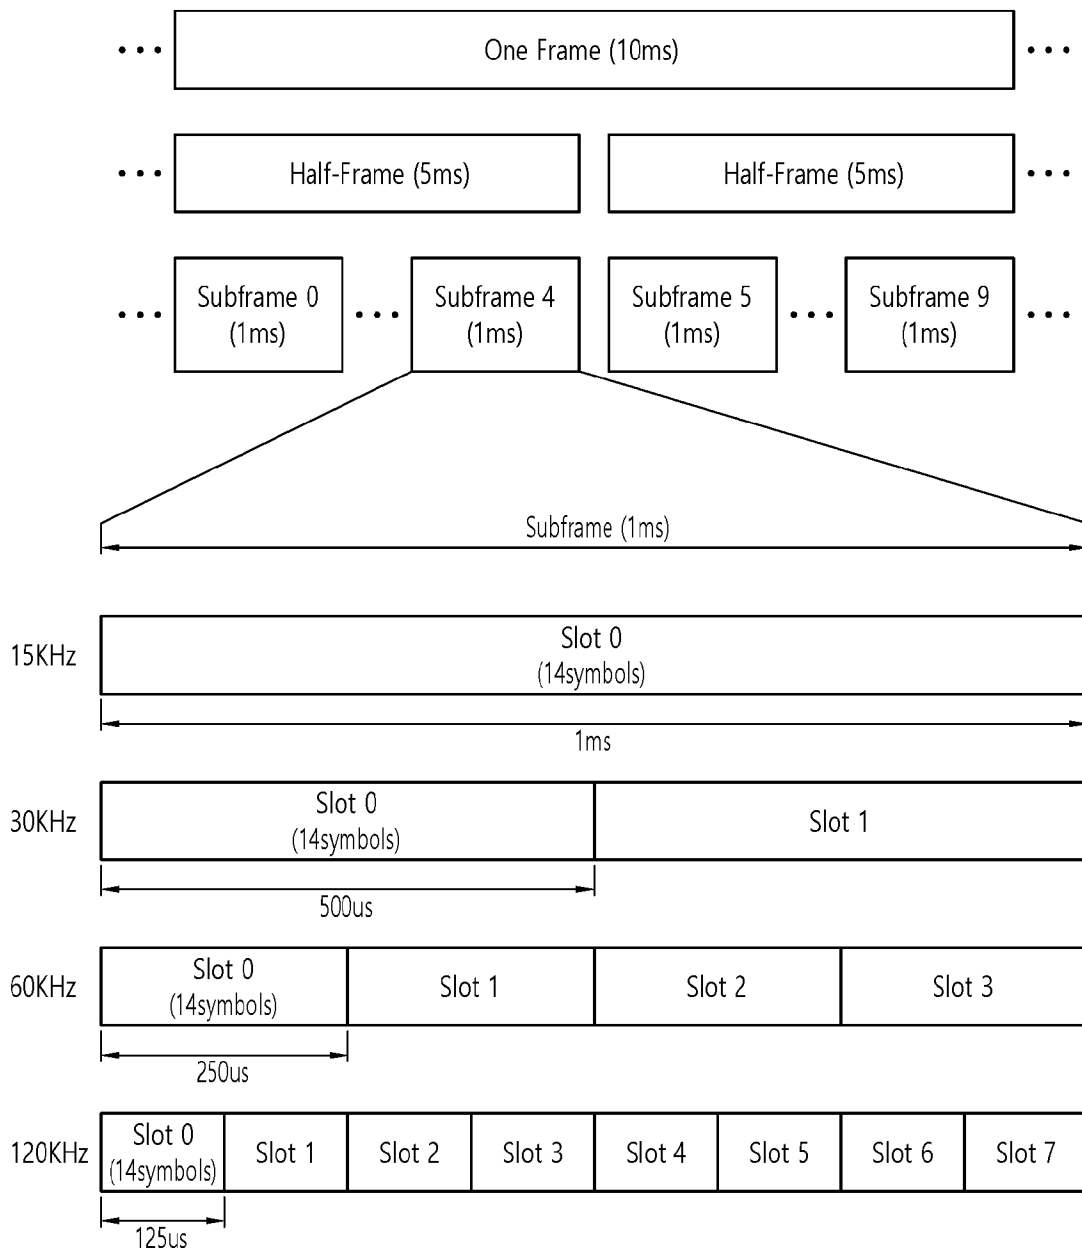 One Frame (10ms)
Half-Frame (5ms)
Half-Frame (5ms)
Subframe 0
(1ms)
Subframe 4
(1ms)
Subframe 5
(1ms)
Subframe 9
(1ms)
Subframe (1ms)
15KHz
Slot 0
(14symbols)
1ms
30KHz
Slot 0
(14symbols)
Slot 1
500us
60KHz
Slot 0
(14symbols)
Slot 1
Slot 2
Slot 3
250us
120KHz
Slot 0
(14symbols)
Slot 1
Slot 2
Slot 3
Slot 4
Slot 5
Slot 6
Slot 7
125us